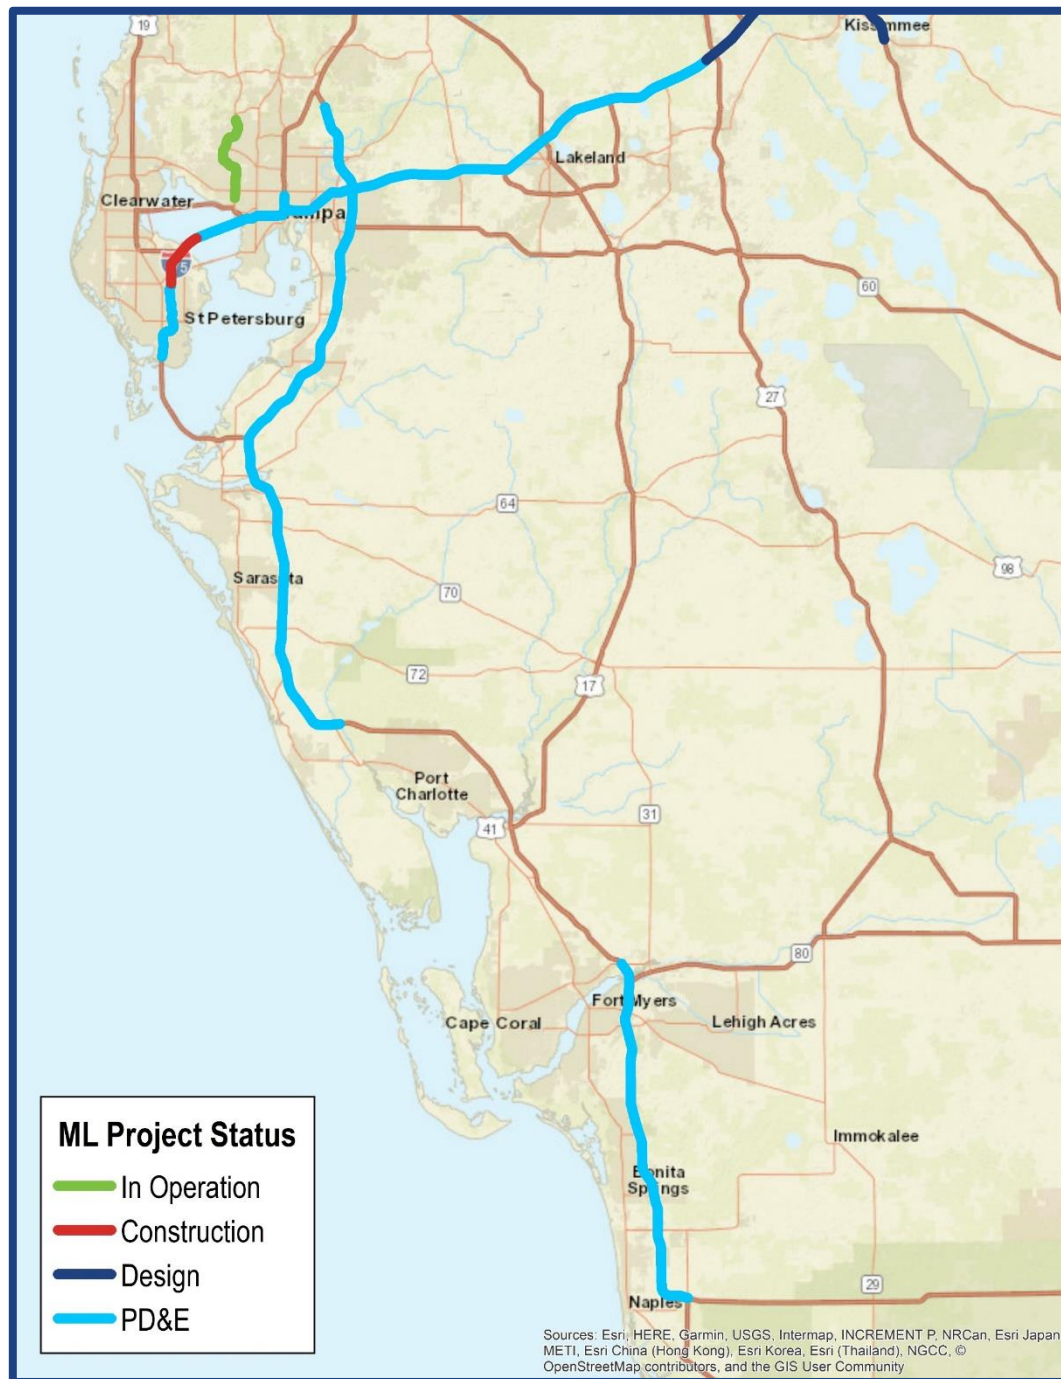 19
Kissimmee
Lakeland
Clearwater
Tampa
60
St Petersburg
27
64
98
Sarasota
70
72
17
Port
Charlotte
31
41
80
Fort Myers
Lehigh Acres
Cape Coral
Immokalee
Bonita
Springs
29
Naples
ML Project Status
In Operation
Construction
Design
PD&E
Sources: Esri, HERE, Garmin, USGS, Intermap, INCREMENT P, NRCan, Esri Japan
METI, Esri China (Hong Kong), Esri Korea, Esri (Thailand), NGCC, ©
OpenStreetMap contributors, and the GIS User Community